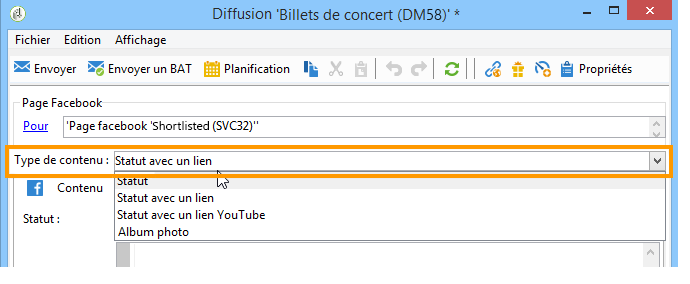 Diffusion 'Billets de concert (DM58)' *
Fichier Edition Affichage
Envoyer Envoyer un BAT Planification Propriétés
Page Facebook
Pour 'Page facebook 'Shortlisted (SVC32)''
Type de contenu : Statut avec un lien
Statut
Contenu Statut avec un lien
Statut : Statut avec un lien YouTube
Album photo